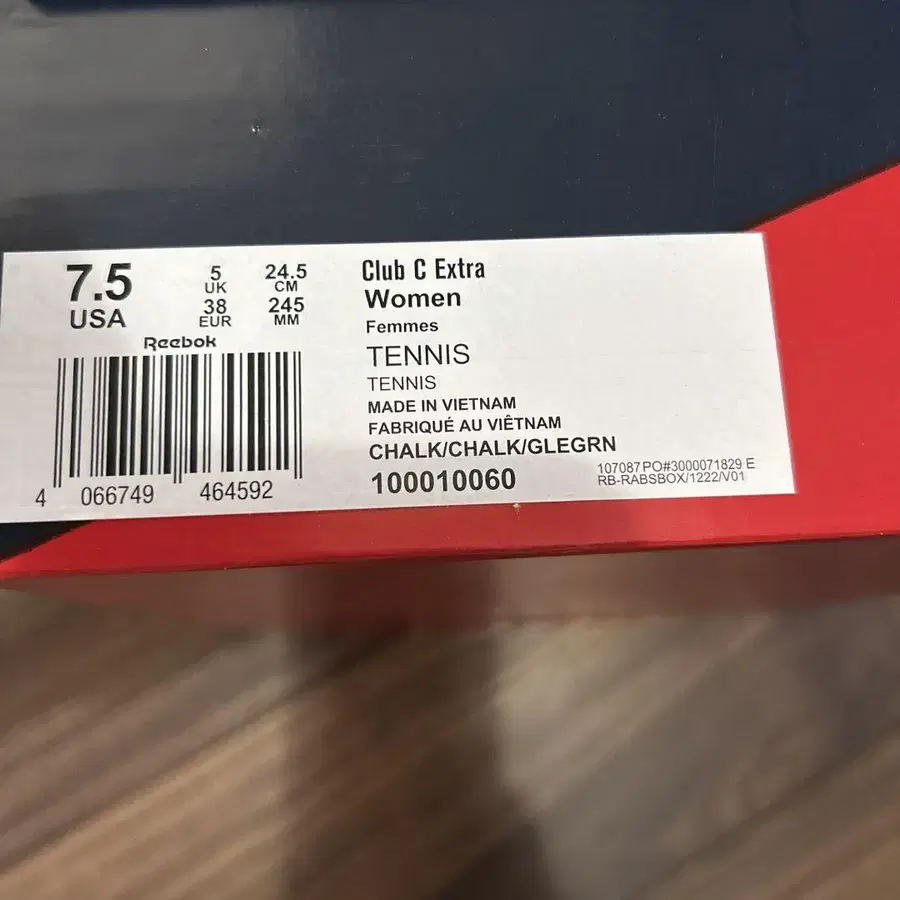 7.5
USA
5
UK
38
EUR
24.5
CM
245
MM
Reebok
4 066749 464592
Club C Extra
Women
Femmes
TENNIS
TENNIS
MADE IN VIETNAM
FABRIQUÉ AU VIÊTNAM
CHALK/CHALK/GLEGRN
100010060
107087PO#3000071829 E
RB-RABSBOX/1222/V01